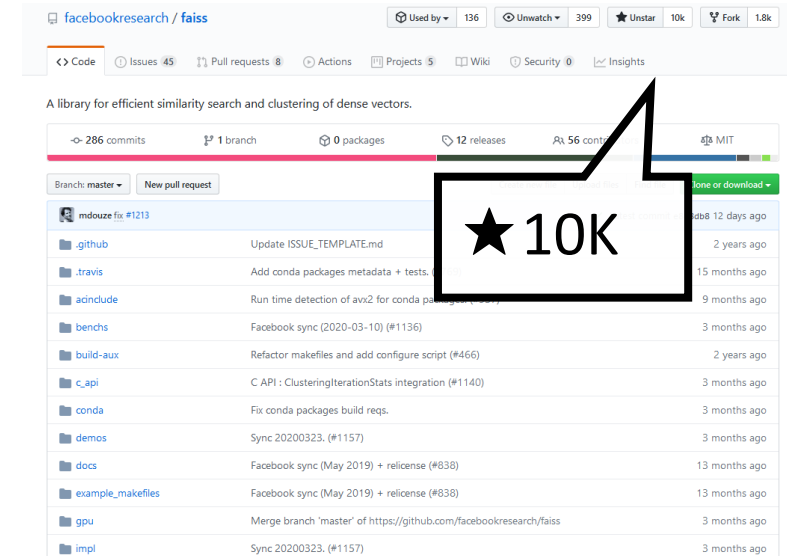 facebookresearch / faiss
Used by 136 Unwatch 399 Unstar 10k Fork 1.8k
Code Issues 45 Pull requests 8 Actions Projects 5 Wiki Security 0 Insights
A library for efficient similarity search and clustering of dense vectors.
286 commits 1 branch 0 packages 12 releases 56 MIT
Branch: master New pull request or download
★10K
mdouze fix #1213 12 days ago
.github Update ISSUE_TEMPLATE.md 2 years ago
.travis Add conda packages metadata + tests. 15 months ago
acinclude Run time detection of avx2 for conda 9 months ago
benchs Facebook sync (2020-03-10) (#1136) 3 months ago
build-aux Refactor makefiles and add configure script (#466) 2 years ago
c_api C API : ClusteringIterationStats integration (#1140) 3 months ago
conda Fix conda packages build reqs. 3 months ago
demos Sync 20200323. (#1157) 3 months ago
docs Facebook sync (May 2019) + relicense (#838) 13 months ago
example_makefiles Facebook sync (May 2019) + relicense (#838) 13 months ago
gpu Merge branch 'master' of https://github.com/facebookresearch/faiss 3 months ago
impl Sync 20200323. (#1157) 3 months ago